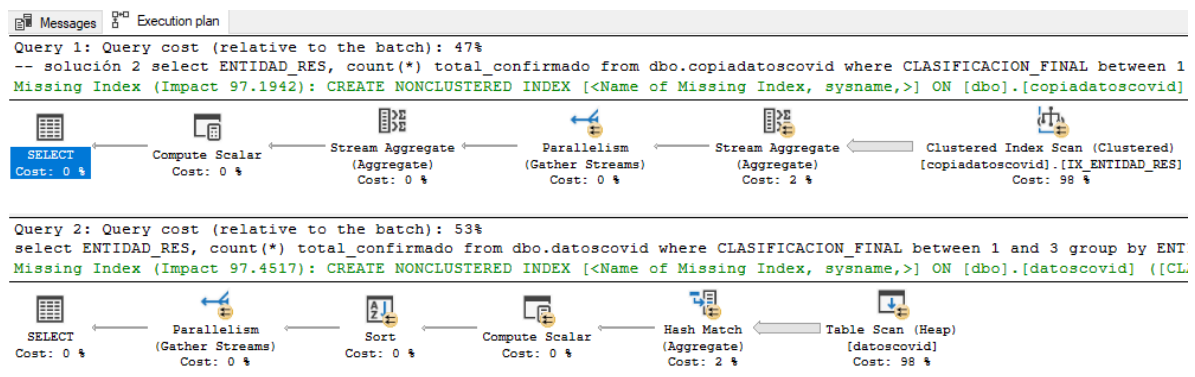 Messages Execution plan
Query 1: Query cost (relative to the batch): 47%
-- solución 2 select ENTIDAD_RES, count(*) total_confirmado from dbo.copiadatoscovid where CLASIFICACION_FINAL between 1
Missing Index (Impact 97.1942): CREATE NONCLUSTERED INDEX [<Name of Missing Index, sysname,>] ON [dbo].[copiadatoscovid]
SELECT
Cost: 0 %
Compute Scalar
Cost: 0 %
Stream Aggregate
(Aggregate)
Cost: 0 %
Parallelism
(Gather Streams)
Cost: 0 %
Stream Aggregate
(Aggregate)
Cost: 2 %
Clustered Index Scan (Clustered)
[copiadatoscovid].[IX_ENTIDAD_RES]
Cost: 98 %
Query 2: Query cost (relative to the batch): 53%
select ENTIDAD_RES, count(*) total_confirmado from dbo.datoscovid where CLASIFICACION_FINAL between 1 and 3 group by ENT
Missing Index (Impact 97.4517): CREATE NONCLUSTERED INDEX [<Name of Missing Index, sysname,>] ON [dbo].[datoscovid] ([CL
SELECT
Cost: 0 %
Parallelism
(Gather Streams)
Cost: 0 %
Sort
Cost: 0 %
Compute Scalar
Cost: 0 %
Hash Match
(Aggregate)
Cost: 2 %
Table Scan (Heap)
[datoscovid]
Cost: 98 %